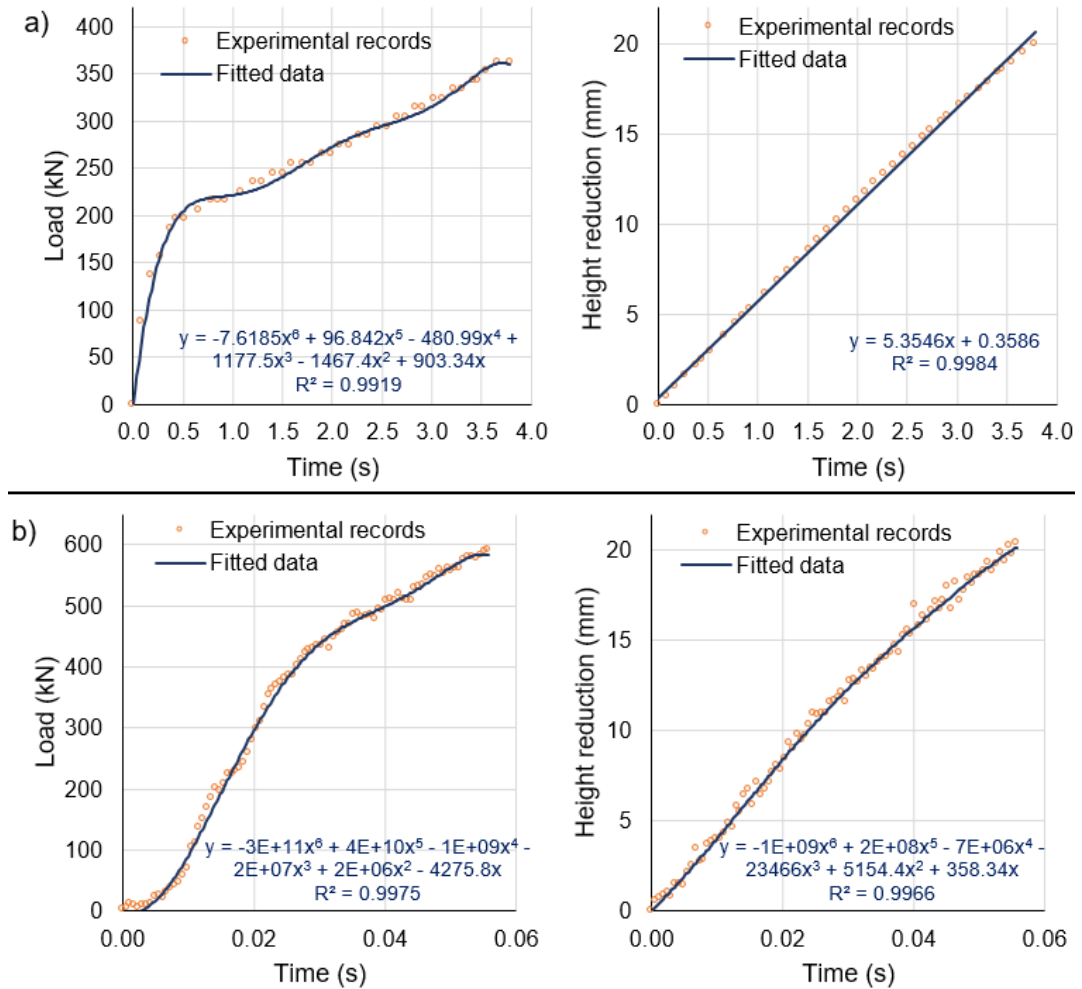 a)
400
350
300
250
200
150
100
50
0
Load (kN)
Experimental records
Fitted data
y = -7.6185x⁶ + 96.842x⁵ - 480.99x⁴ +
1177.5x³ - 1467.4x² + 903.34x
R² = 0.9919
0.0 0.5 1.0 1.5 2.0 2.5 3.0 3.5 4.0
Time (s)
20
15
10
5
0
Height reduction (mm)
Experimental records
Fitted data
y = 5.3546x + 0.3586
R² = 0.9984
0.0 0.5 1.0 1.5 2.0 2.5 3.0 3.5 4.0
Time (s)
b)
600
500
400
300
200
100
0
Load (kN)
Experimental records
Fitted data
y = -3E+11x⁶ + 4E+10x⁵ - 1E+09x⁴ -
2E+07x³ + 2E+06x² - 4275.8x
R² = 0.9975
0.00 0.02 0.04 0.06
Time (s)
20
15
10
5
0
Height reduction (mm)
Experimental records
Fitted data
y = -1E+09x⁶ + 2E+08x⁵ - 7E+06x⁴ -
23466x³ + 5154.4x² + 358.34x
R² = 0.9966
0.00 0.02 0.04 0.06
Time (s)